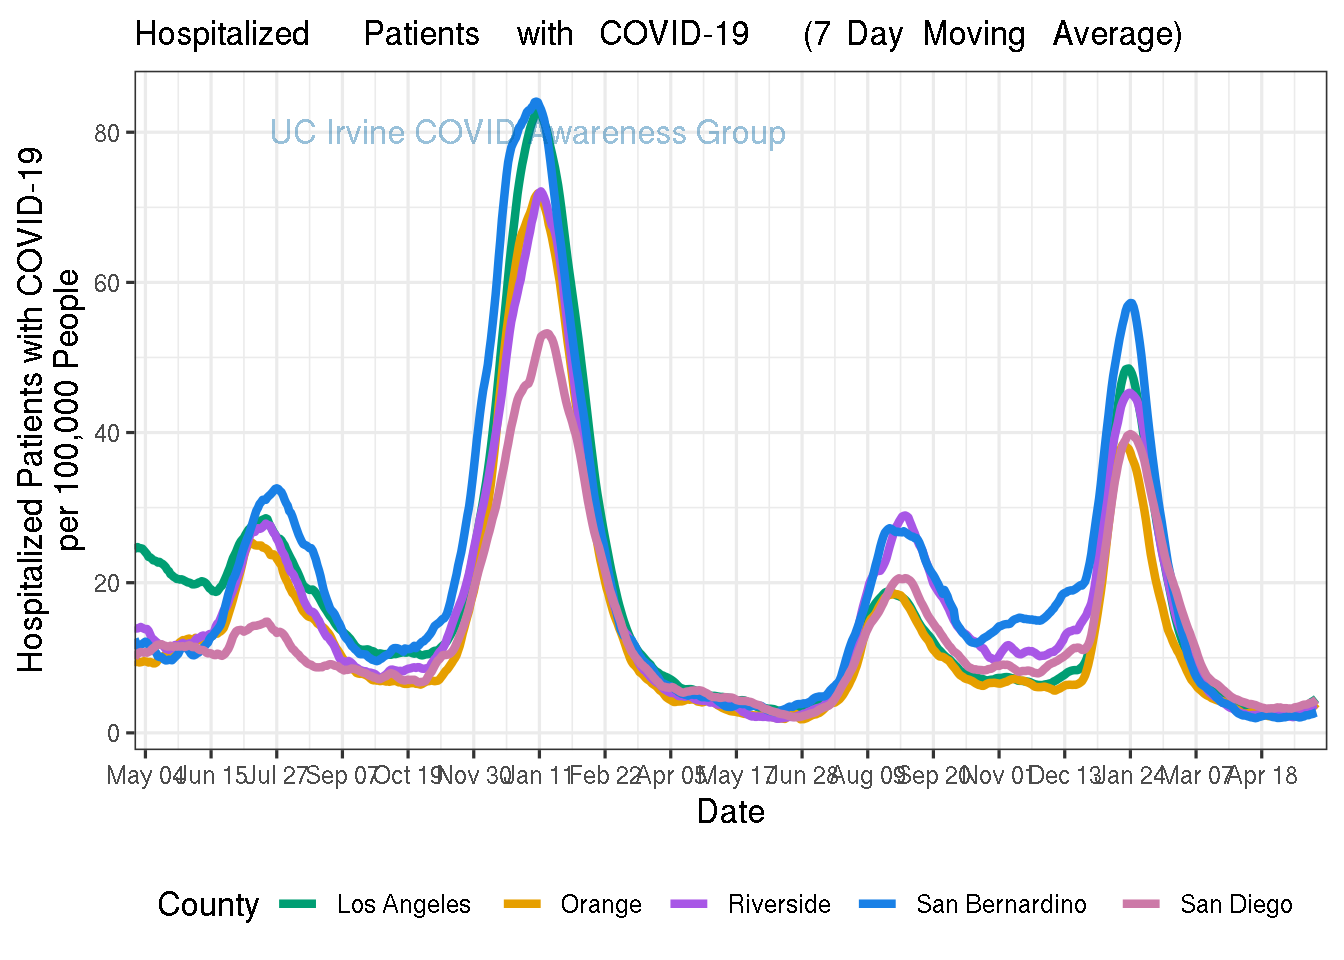 Hospitalized Patients with COVID-19 (7 Day Moving Average)
UC Irvine COVID Awareness Group
Hospitalized Patients with COVID-19
per 100,000 People
80
60
40
20
0
May 04 Jun 15 Jul 27 Sep 07 Oct 19 Nov 30 Jan 11 Feb 22 Apr 05 May 17 Jun 28 Aug 09 Sep 20 Nov 01 Dec 13 Jan 24 Mar 07 Apr 18
Date
County Los Angeles Orange Riverside San Bernardino San Diego